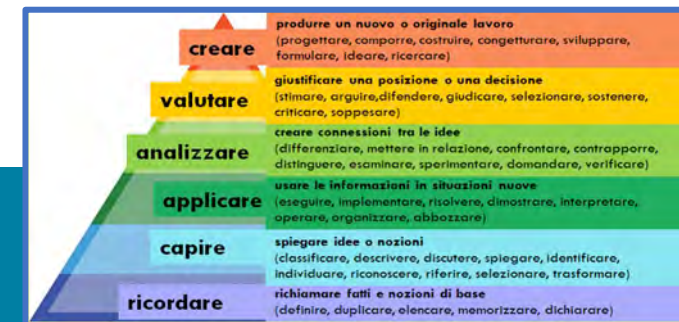 creare
produrre un nuovo o originale lavoro
(progettare, comporre, costruire, congetturare, sviluppare,
formulare, ideare, ricercare)
valutare
giustificare una posizione o una decisione
(stimare, arguire,difendere, giudicare, selezionare, sostenere,
criticare, soppesare)
analizzare
creare connessioni tra le idee
(differenziare, mettere in relazione, confrontare, contrapporre,
distinguere, esaminare, sperimentare, domandare, verificare)
applicare
usare le informazioni in situazioni nuove
(eseguire, implementare, risolvere, dimostrare, interpretare,
operare, organizzare, abbozzare)
capire
spiegare idee o nozioni
(classificare, descrivere, discutere, spiegare, identificare,
individuare, riconoscere, riferire, selezionare, trasformare)
ricordare
richiamare fatti e nozioni di base
(definire, duplicare, elencare, memorizzare, dichiarare)